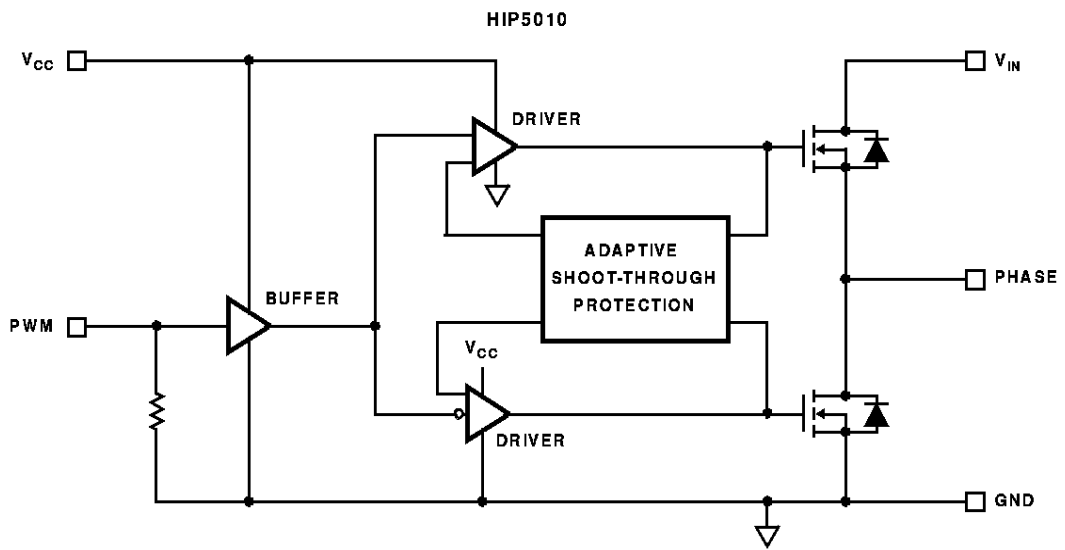 HIP5010
VCC
VIN
DRIVER
ADAPTIVE
SHOOT-THROUGH
PROTECTION
PHASE
BUFFER
PWM
VCC
DRIVER
GND